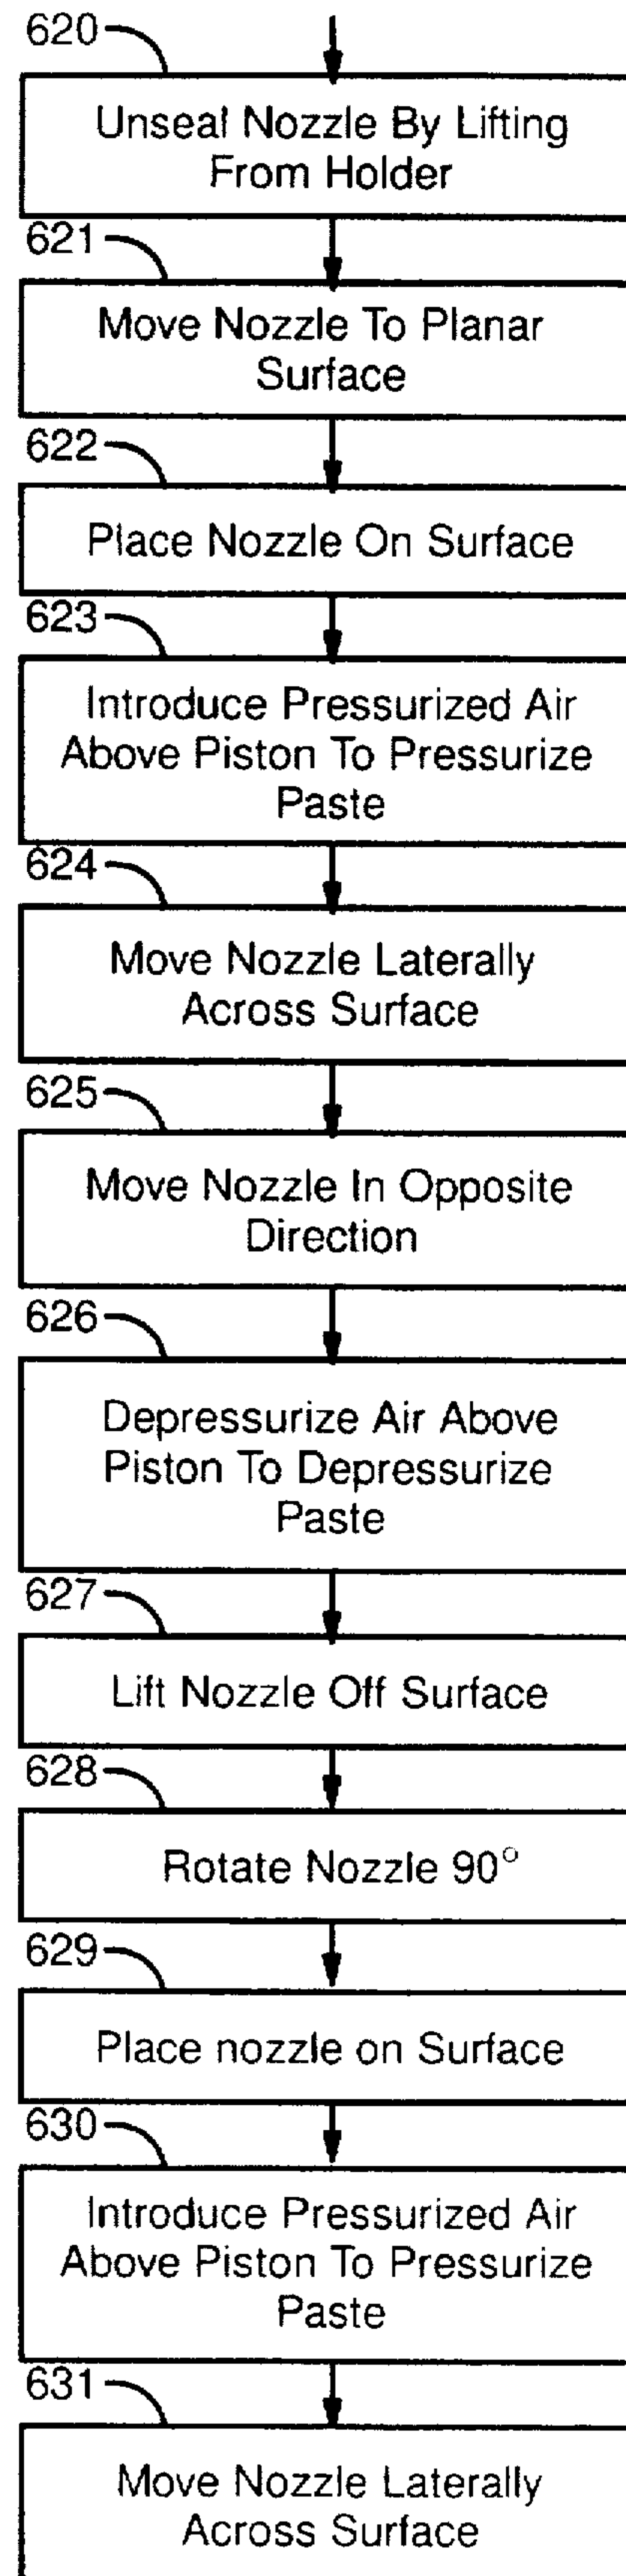 620
Unseal Nozzle By Lifting
From Holder
621
Move Nozzle To Planar
Surface
622
Place Nozzle On Surface
623
Introduce Pressurized Air
Above Piston To Pressurize
Paste
624
Move Nozzle Laterally
Across Surface
625
Move Nozzle In Opposite
Direction
626
Depressurize Air Above
Piston To Depressurize
Paste
627
Lift Nozzle Off Surface
628
Rotate Nozzle 90°
629
Place nozzle on Surface
630
Introduce Pressurized Air
Above Piston To Pressurize
Paste
631
Move Nozzle Laterally
Across Surface